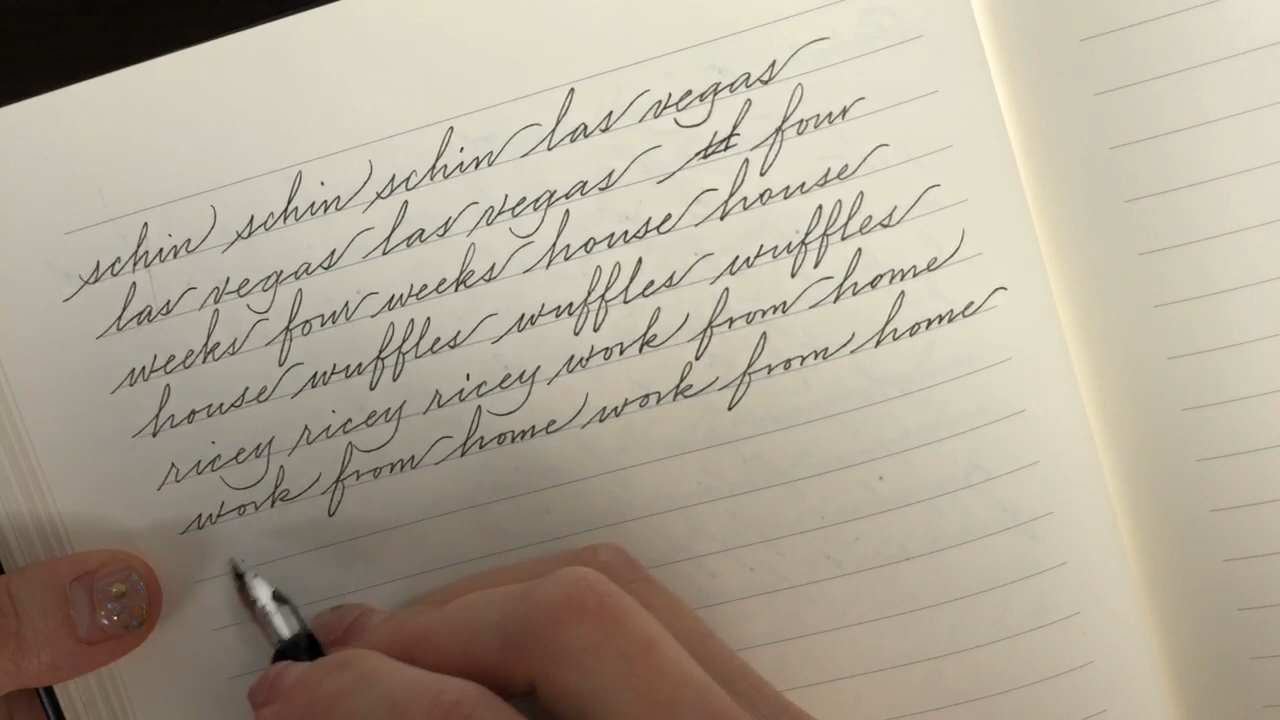 schin schin schin las vegas
las vegas las vegas four
weeks four weeks house house
house wuffles wuffles wuffles
ricey ricey ricey work from home
work from home work from home